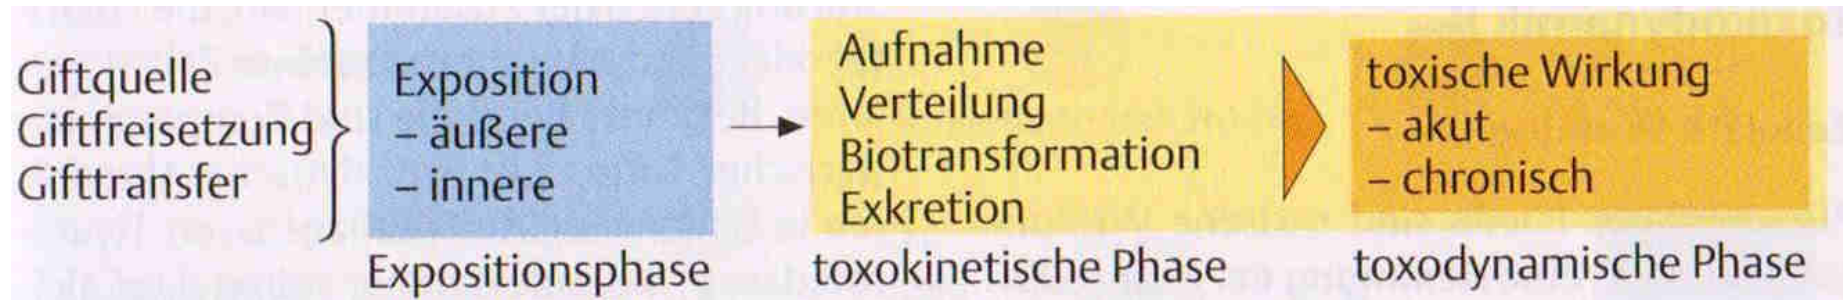 Giftquelle
Giftfreisetzung
Gifttransfer
Exposition
– äußere
– innere
Expositionsphase
Aufnahme
Verteilung
Biotransformation
Exkretion
toxokinetische Phase
toxische Wirkung
– akut
– chronisch
toxodynamische Phase